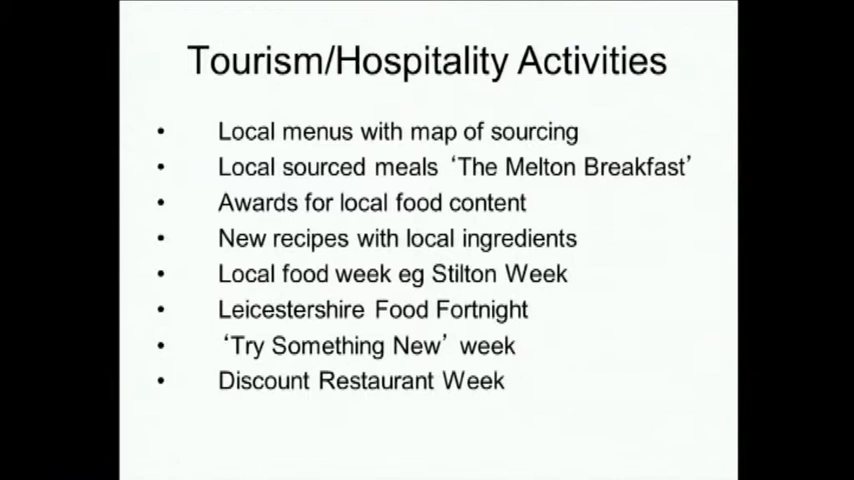 Tourism/Hospitality Activities
• Local menus with map of sourcing
• Local sourced meals ‘The Melton Breakfast’
• Awards for local food content
• New recipes with local ingredients
• Local food week eg Stilton Week
• Leicestershire Food Fortnight
• ‘Try Something New’ week
• Discount Restaurant Week